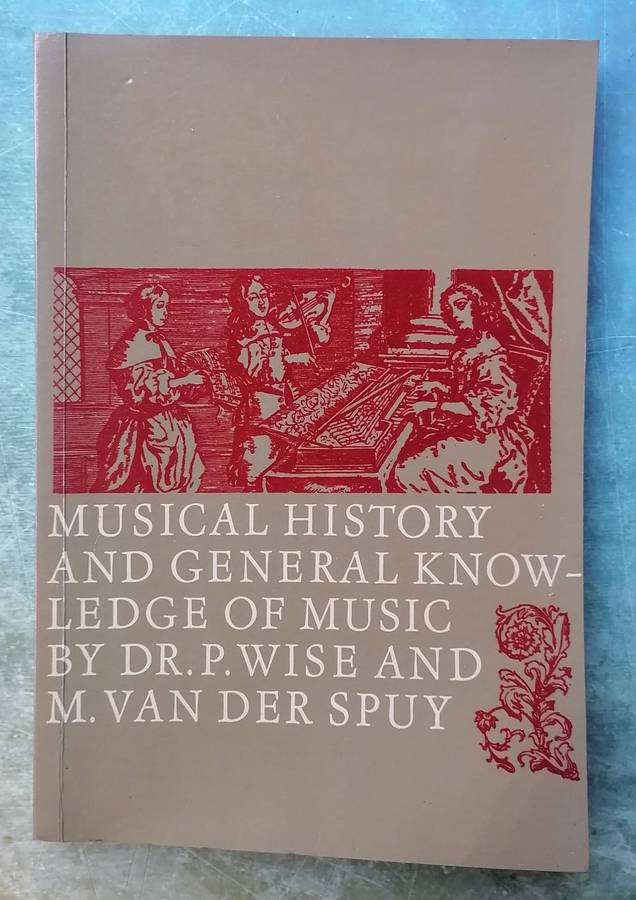 MUSICAL HISTORY
AND GENERAL KNOW-
LEDGE OF MUSIC
BY DR. P. WISE AND
M. VAN DER SPUY